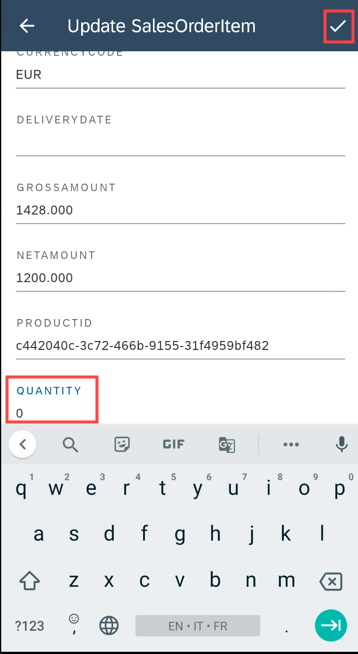 Update SalesOrderItem
CURRENCYCODE
EUR
DELIVERYDATE
GROSSAMOUNT
1428.000
NETAMOUNT
1200.000
PRODUCTID
c442040c-3c72-466b-9155-31f4959bf482
QUANTITY
0
GIF
q1 w2 e3 r4 t5 y6 u7 i8 o9 p0
a s d f g h j k l
z x c v b n m
?123 , EN • IT • FR .